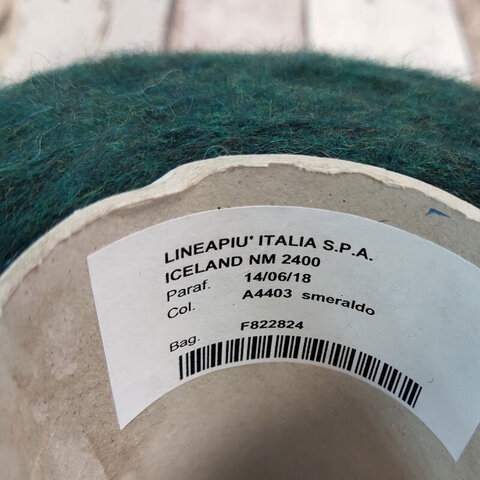 LINEAPIU' ITALIA S.P.A.
ICELAND NM 2400
Paraf. 14/06/18
Col. A4403 smeraldo
Bag. F822824